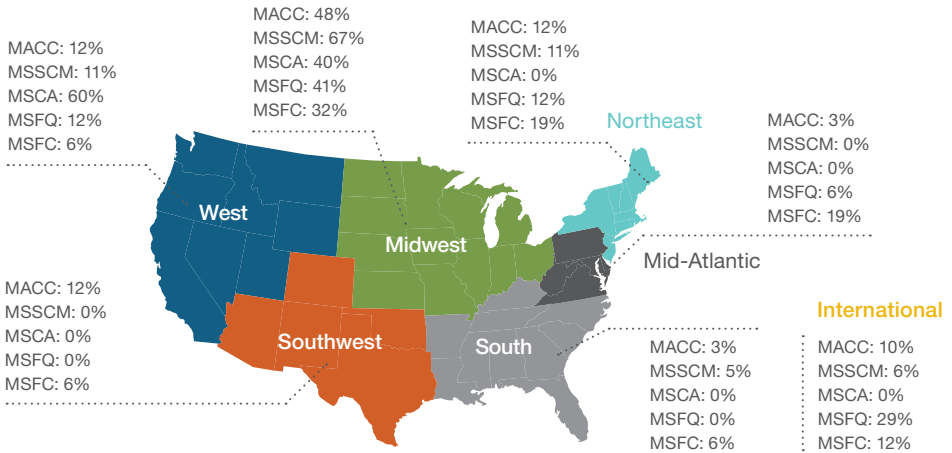 MACC: 12%
MSSCM: 11%
MSCA: 60%
MSFQ: 12%
MSFC: 6%
MACC: 48%
MSSCM: 67%
MSCA: 40%
MSFQ: 41%
MSFC: 32%
MACC: 12%
MSSCM: 11%
MSCA: 0%
MSFQ: 12%
MSFC: 19%
Northeast
MACC: 3%
MSSCM: 0%
MSCA: 0%
MSFQ: 6%
MSFC: 19%
West
Midwest
Mid-Atlantic
MACC: 12%
MSSCM: 0%
MSCA: 0%
MSFQ: 0%
MSFC: 6%
Southwest
South
MACC: 3%
MSSCM: 5%
MSCA: 0%
MSFQ: 0%
MSFC: 6%
International
MACC: 10%
MSSCM: 6%
MSCA: 0%
MSFQ: 29%
MSFC: 12%